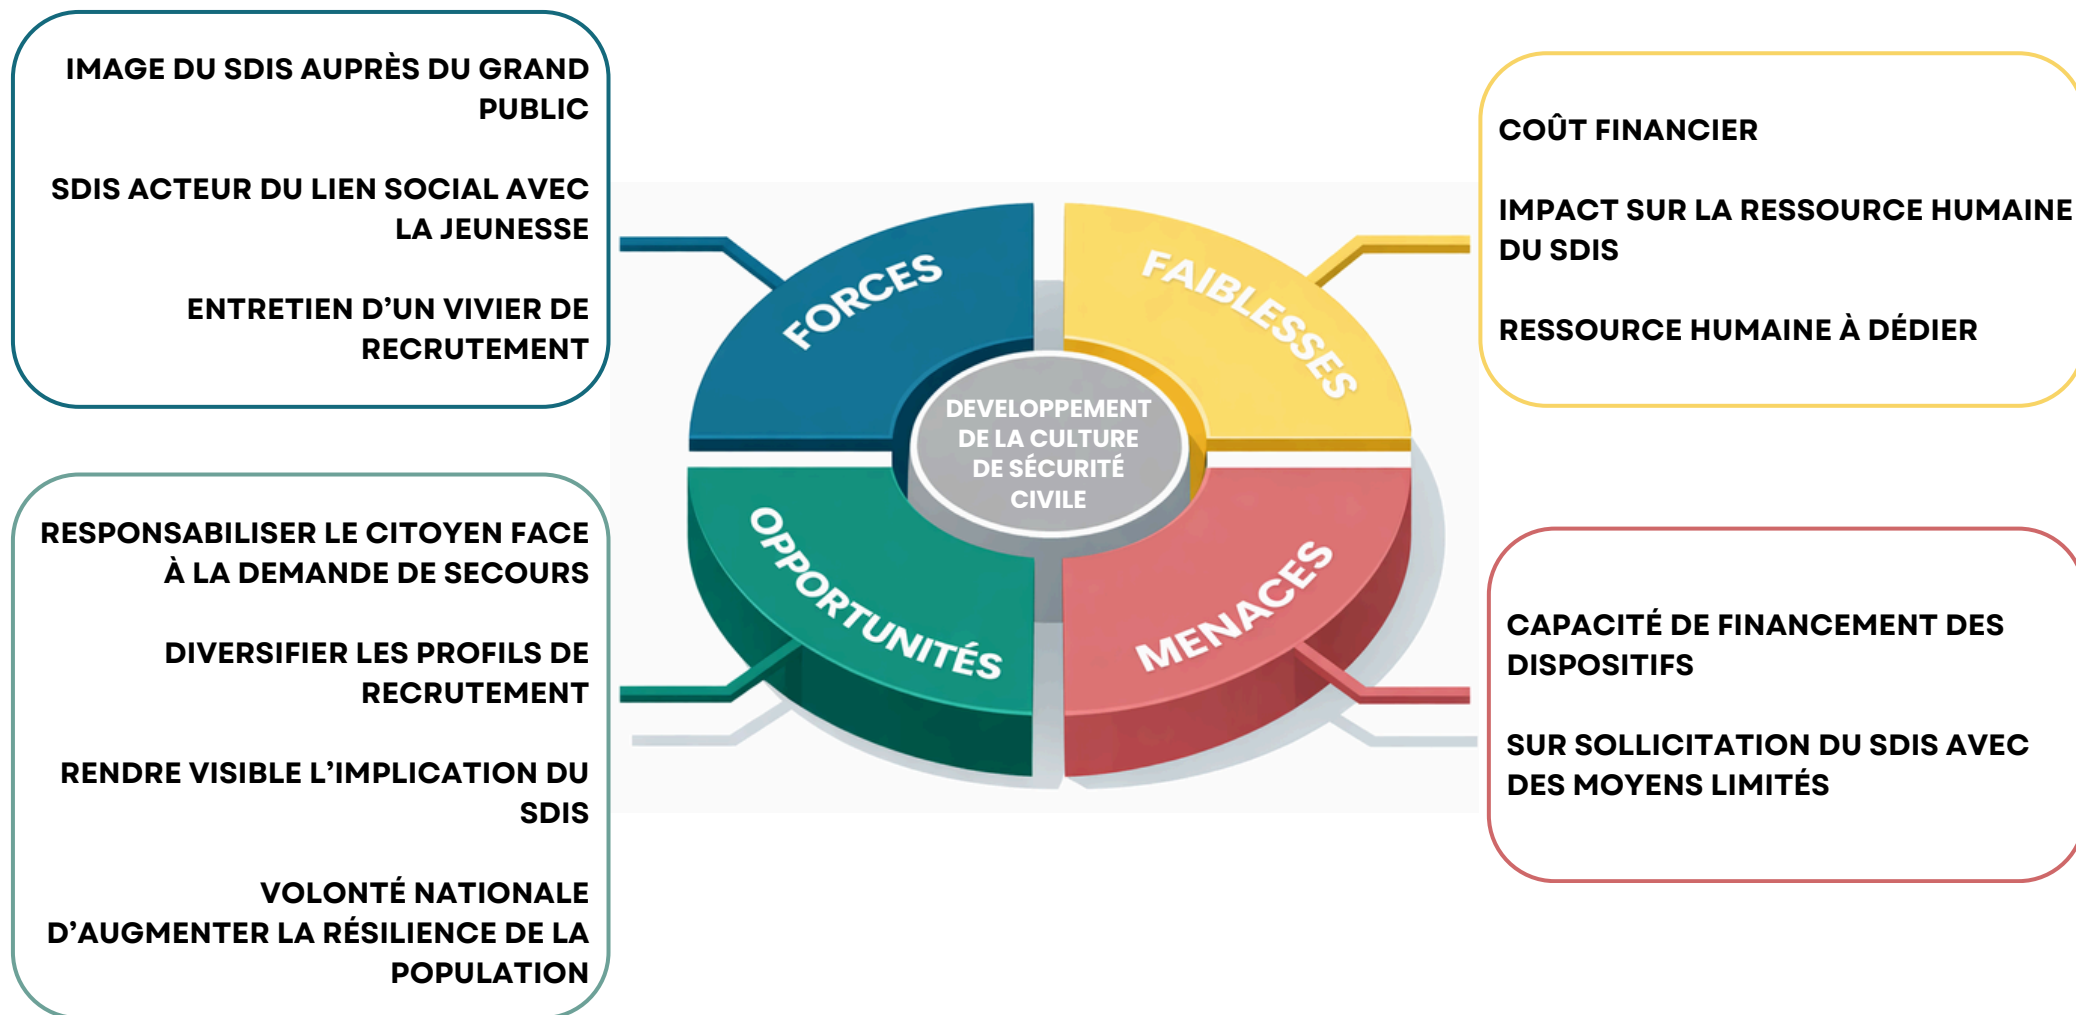 IMAGE DU SDIS AUPRÈS DU GRAND
PUBLIC
SDIS ACTEUR DU LIEN SOCIAL AVEC
LA JEUNESSE
ENTRETIEN D’UN VIVIER DE
RECRUTEMENT
FORCES
FAIBLESSES
COÛT FINANCIER
IMPACT SUR LA RESSOURCE HUMAINE
DU SDIS
RESSOURCE HUMAINE À DÉDIER
DEVELOPPEMENT
DE LA CULTURE
DE SÉCURITÉ
CIVILE
RESPONSABILISER LE CITOYEN FACE
À LA DEMANDE DE SECOURS
DIVERSIFIER LES PROFILS DE
RECRUTEMENT
RENDRE VISIBLE L’IMPLICATION DU
SDIS
VOLONTÉ NATIONALE
D’AUGMENTER LA RÉSILIENCE DE LA
POPULATION
OPPORTUNITÉS
MENACES
CAPACITÉ DE FINANCEMENT DES
DISPOSITIFS
SUR SOLLICITATION DU SDIS AVEC
DES MOYENS LIMITÉS